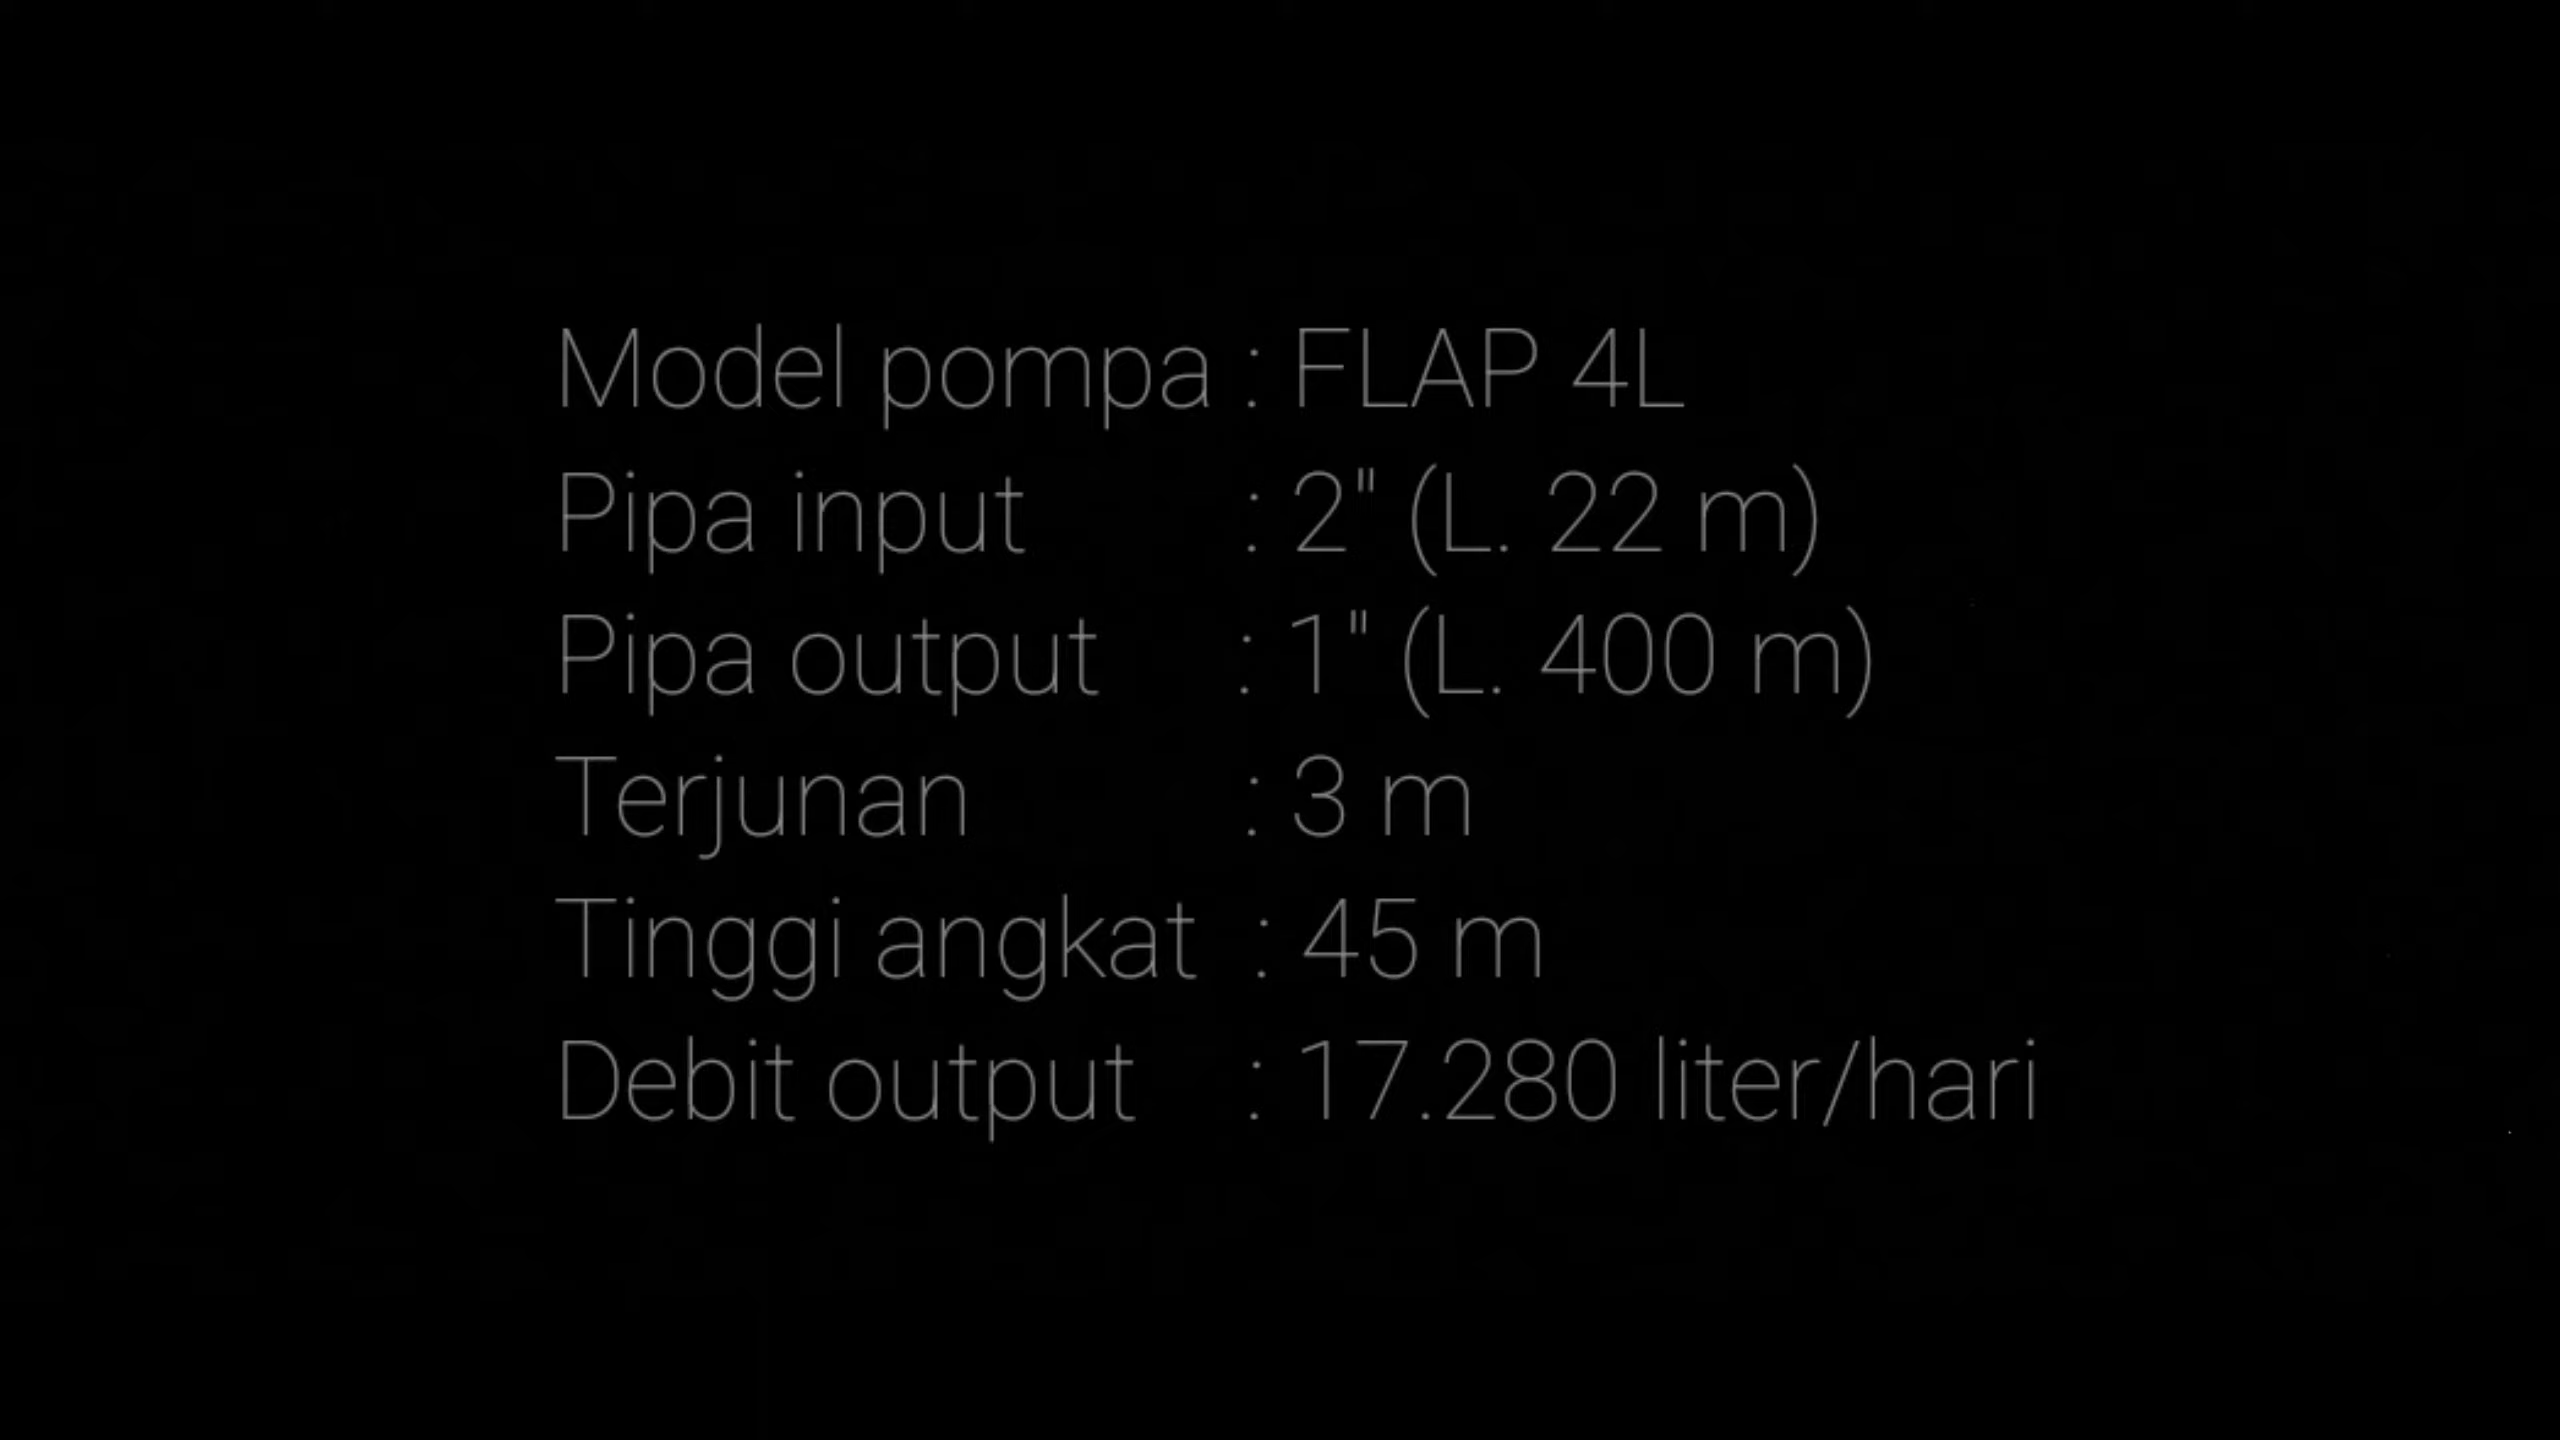 Model pompa : FLAP 4L
Pipa input : 2" (L. 22 m)
Pipa output : 1" (L. 400 m)
Terjunan : 3 m
Tinggi angkat : 45 m
Debit output : 17.280 liter/hari